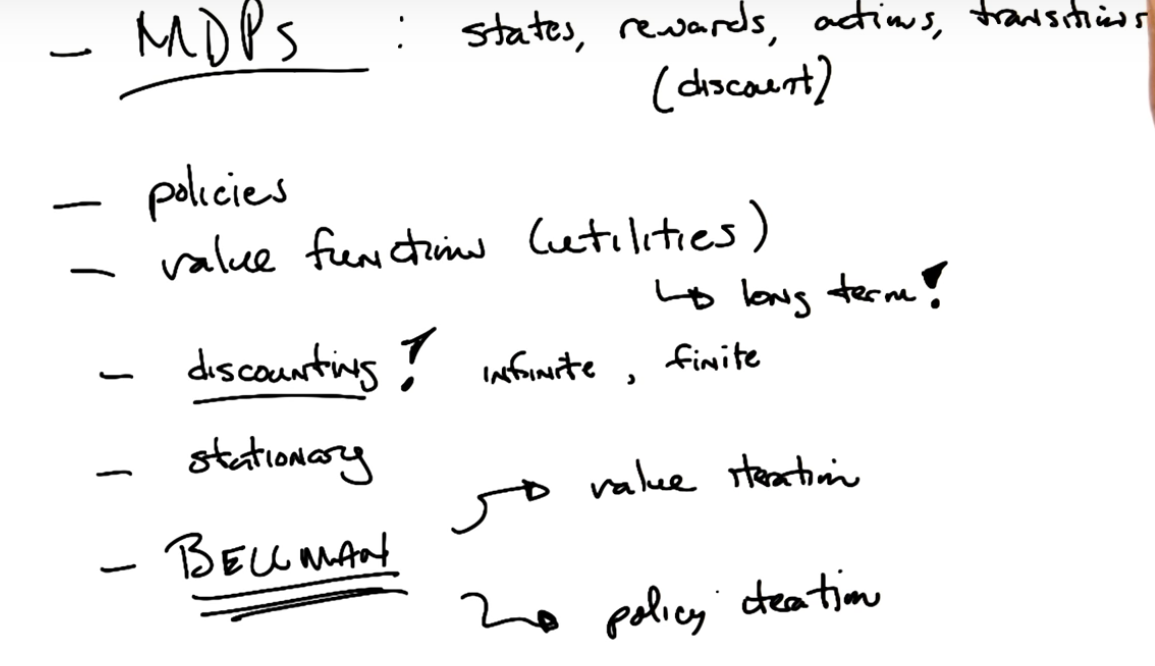 — MDPs : states, rewards, actions, transitions
(discount)
— policies
— value functions (utilities)
↳ long term!
— discounting! infinite, finite
— stationary
→ value iteration
— BELLMAN
→ policy iteration